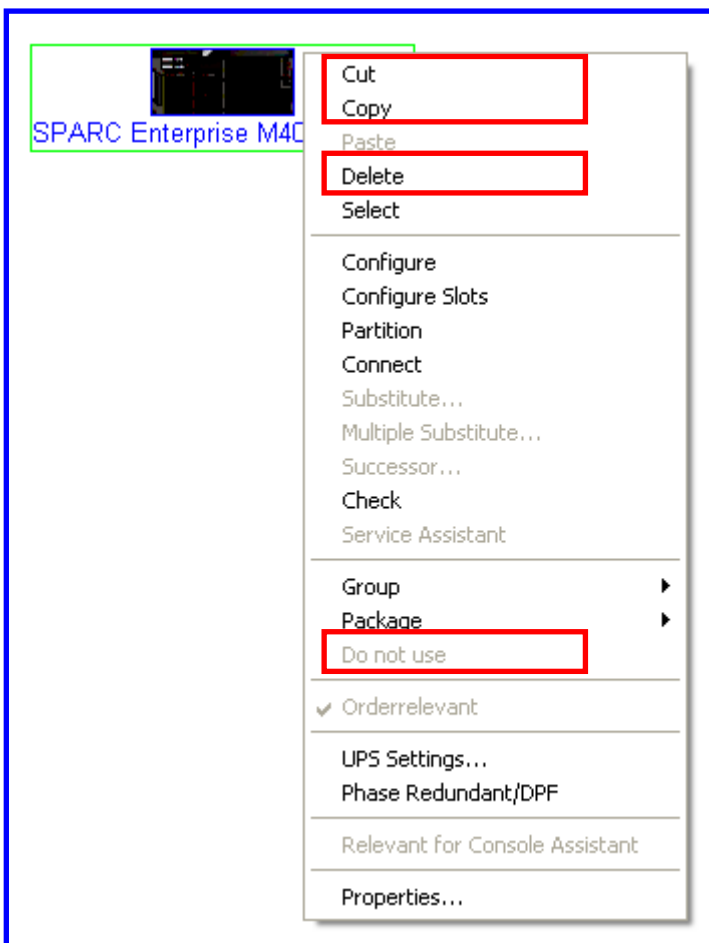 SPARC Enterprise M40
Cut
Copy
Paste
Delete
Select
Configure
Configure Slots
Partition
Connect
Substitute...
Multiple Substitute...
Successor...
Check
Service Assistant
Group
Package
Do not use
Orderrelevant
UPS Settings...
Phase Redundant/DPF
Relevant for Console Assistant
Properties...